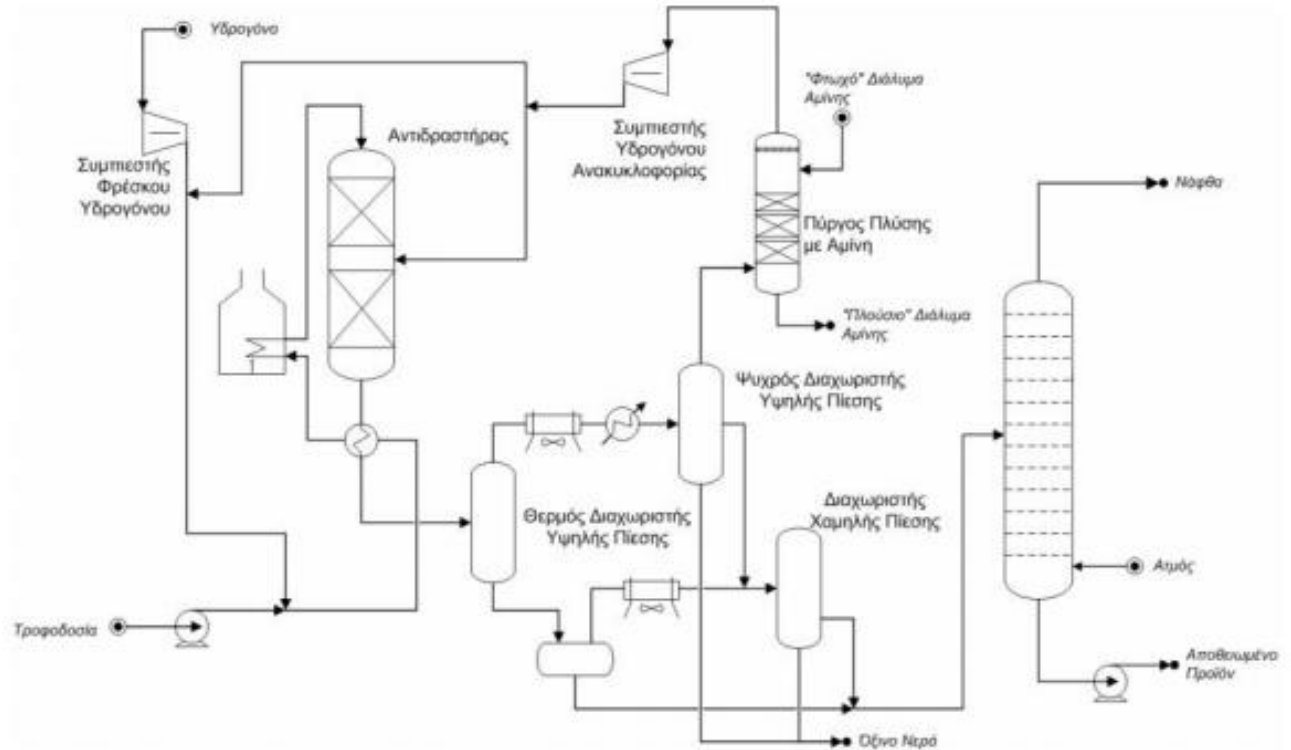 Υδρογόνο
"Φτωχό" Διάλυμα
Αμίνης
Αντιδραστήρας
Συμπιεστής
Υδρογόνου
Ανακυκλοφορίας
Συμπιεστής
Φρέσκου
Υδρογόνου
Νάφθα
Πύργος Πλύσης
με Αμίνη
"Πλούσιο" Διάλυμα
Αμίνης
Ψυχρός Διαχωριστής
Υψηλής Πίεσης
Θερμός Διαχωριστής
Υψηλής Πίεσης
Διαχωριστής
Χαμηλής Πίεσης
Ατμός
Τροφοδοσία
Αποθειωμένο
Προϊόν
Όξινο Νερό